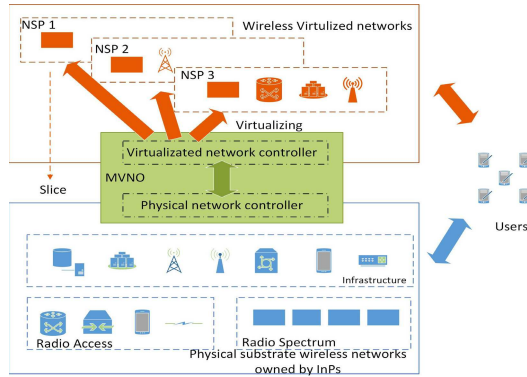 NSP 1
Wireless Virtulized networks
NSP 2
NSP 3
Virtualizing
Virtualizated network controller
MVNO
Slice
Physical network controller
Users
Infrastructure
Radio Access
Radio Spectrum
Physical substrate wireless networks
owned by InPs